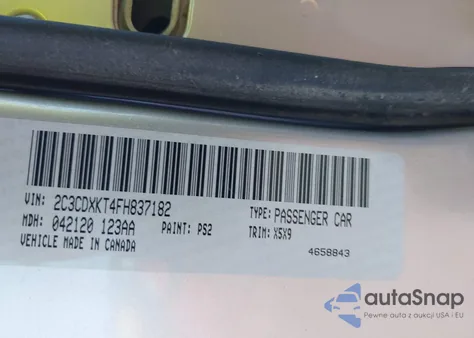 VIN: 2C3CDXKT4FH837182 TYPE: PASSENGER CAR
MDH: 042120 123AA PAINT: PS2 TRIM: X5X9
VEHICLE MADE IN CANADA 4658843
autoSnap
Pewne auta z aukcji USA i EU